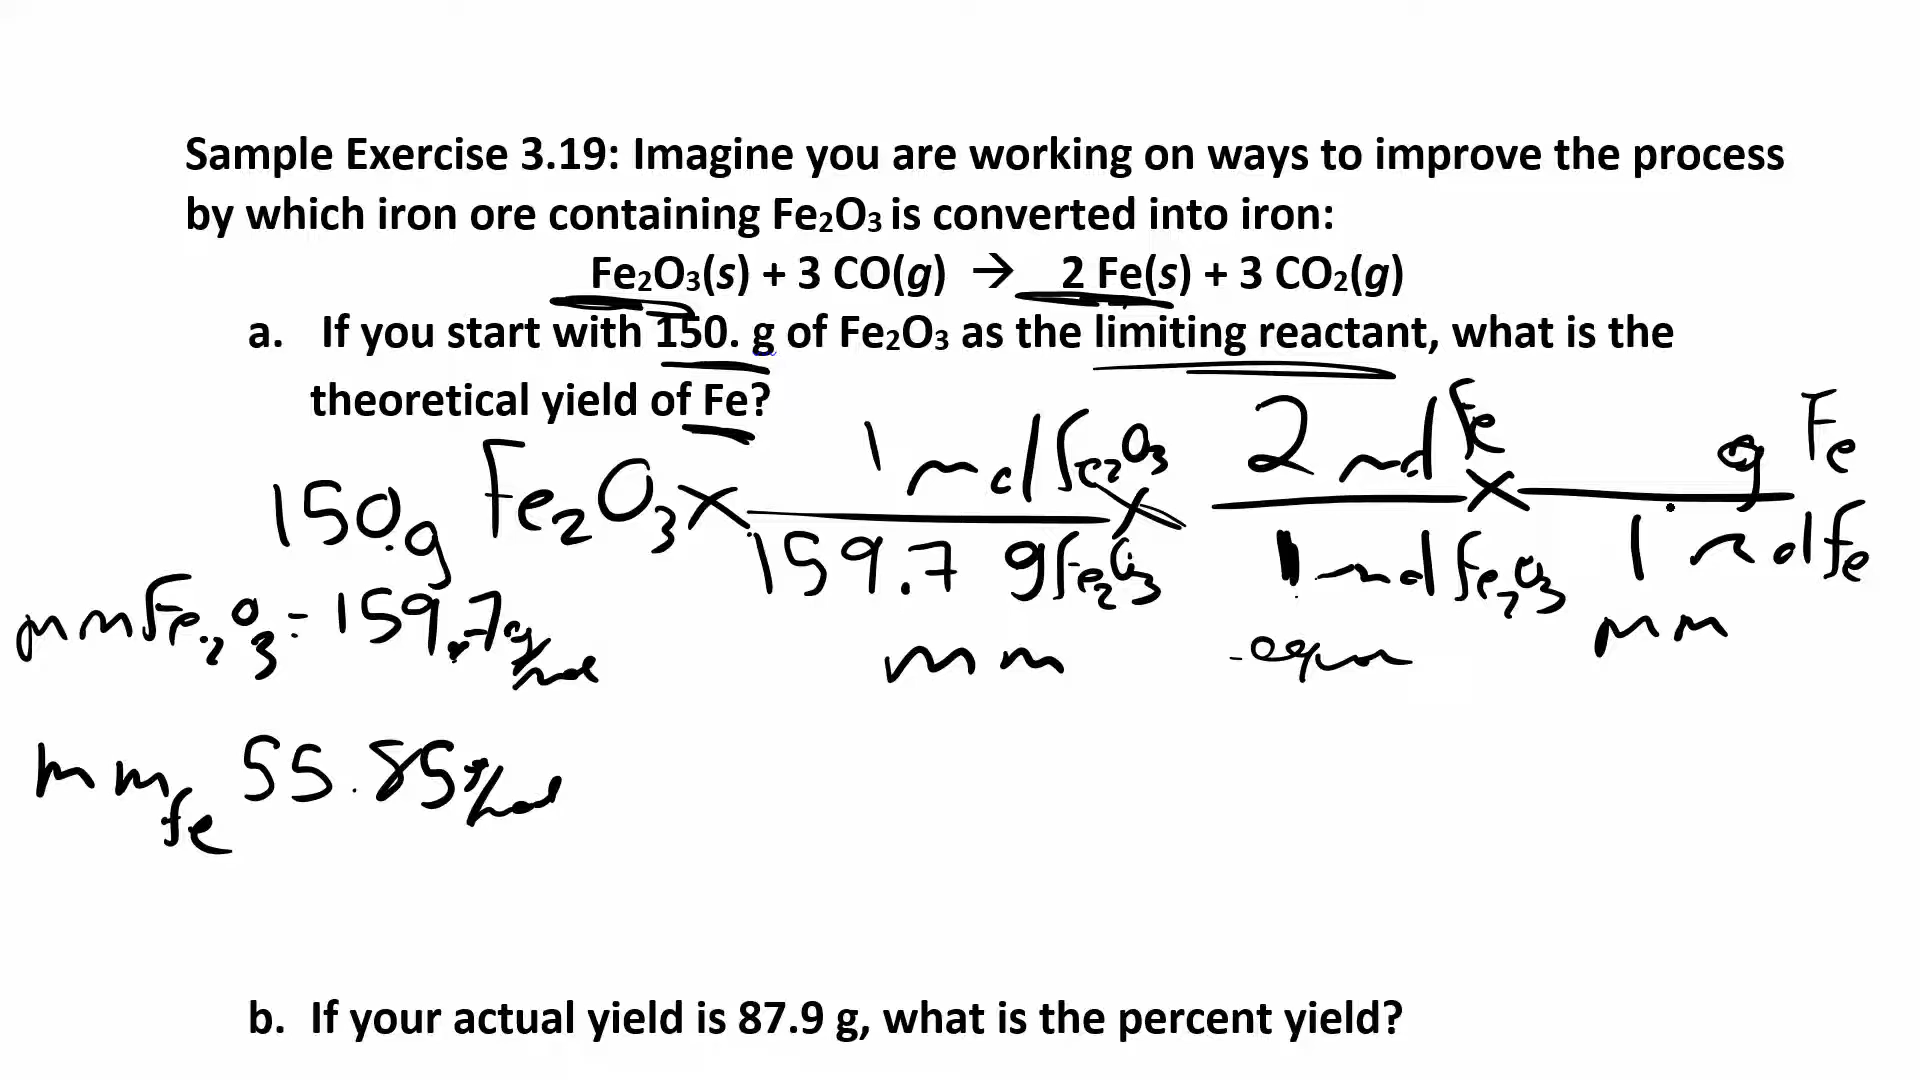 Sample Exercise 3.19: Imagine you are working on ways to improve the process
by which iron ore containing Fe₂O₃ is converted into iron:
Fe₂O₃(s) + 3 CO(g) → 2 Fe(s) + 3 CO₂(g)
a. If you start with 150. g of Fe₂O₃ as the limiting reactant, what is the
theoretical yield of Fe?
150.g Fe₂O₃ × 1 mol Fe₂O₃ × 2 mol Fe × g Fe
159.7 g Fe₂O₃ 1 mol Fe₂O₃ 1 mol Fe
mm Fe₂O₃ = 159.7 g/mol mm eqn mm
mm Fe 55.85 g/mol
b. If your actual yield is 87.9 g, what is the percent yield?